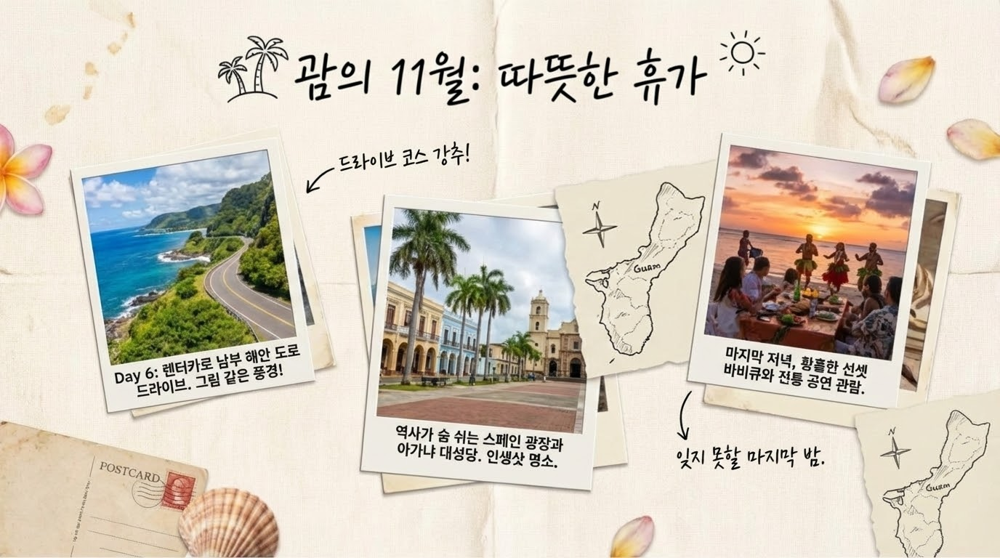 괌의 11월: 따뜻한 휴가
드라이브 코스 강추!
Day 6: 렌터카로 남부 해안 도로
드라이브. 그림 같은 풍경!
역사가 숨 쉬는 스페인 광장과
아가냐 대성당. 인생샷 명소.
N
Guam
마지막 저녁, 황홀한 선셋
바비큐와 전통 공연 관람.
잊지 못할 마지막 밤.
POSTCARD
N
Guam